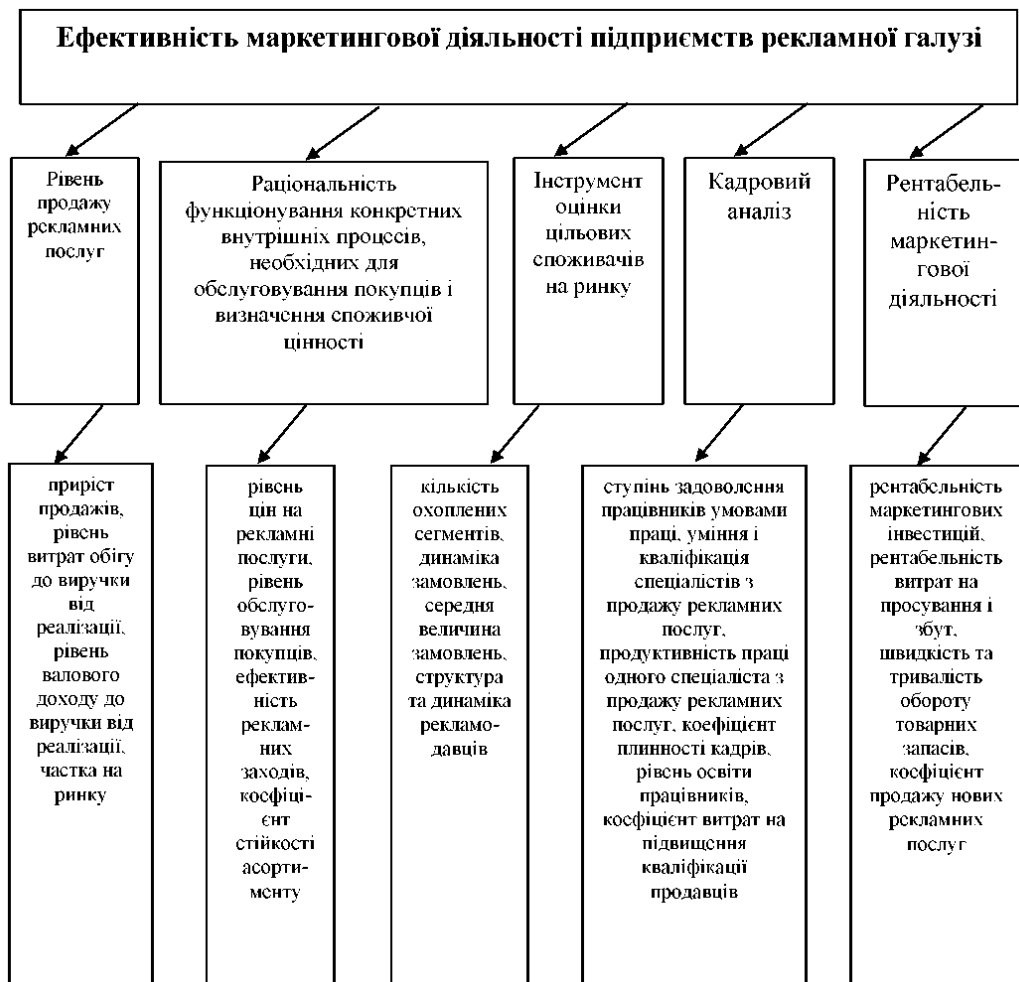 Ефективність маркетингової діяльності підприємств рекламної галузі
Рівень
продажу
рекламних
послуг
Раціональність
функціонування конкретних
внутрішніх процесів,
необхідних для
обслуговування покупців і
визначення споживчої
цінності
Інструмент
оцінки
цільових
споживачів
на ринку
Кадровий
аналіз
Рентабель-
ність
маркетин-
гової
діяльності
приріст
продажів,
рівень
витрат обігу
до виручки
від
реалізації,
рівень
валового
доходу до
виручки від
реалізації,
частка на
ринку
рівень
цін на
рекламні
послуги,
рівень
обслуго-
вування
покупців,
ефектив-
ність
реклам-
них
заходів,
коефіці-
єнт
стійкості
асорти-
менту
кількість
охоплених
сегментів,
динаміка
замовлень,
середня
величина
замовлень,
структура
та динаміка
рекламо-
давців
ступінь задоволення
працівників умовами
праці, уміння і
кваліфікація
спеціалістів з
продажу рекламних
послуг,
продуктивність праці
одного спеціаліста з
продажу рекламних
послуг, коефіцієнт
плинності кадрів,
рівень освіти
працівників,
коефіцієнт витрат на
підвищення
кваліфікації
продавців
рентабельність
маркетингових
інвестицій,
рентабельність
витрат на
просування і
збут,
швидкість та
тривалість
обороту
товарних
запасів,
коефіцієнт
продажу нових
рекламних
послуг